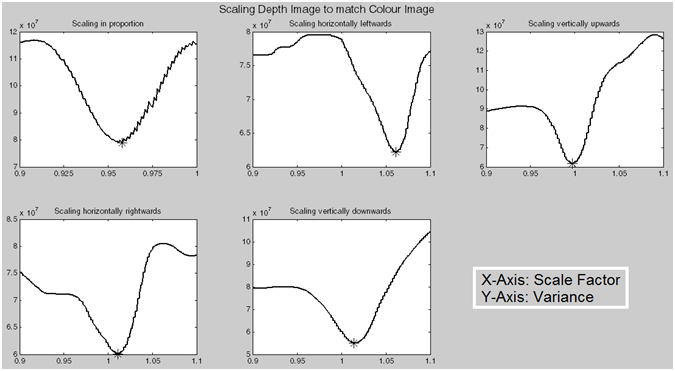 Scaling Depth Image to match Colour Image
Scaling in proportion
x 10^7
12
11
10
9
8
7
0.9 0.925 0.95 0.975 1
Scaling horizontally leftwards
x 10^7
8
7.5
7
6.5
6
0.9 0.95 1 1.05 1.1
Scaling vertically upwards
x 10^7
13
12
11
10
9
8
7
6
0.9 0.95 1 1.05 1.1
Scaling horizontally rightwards
x 10^7
8.5
8
7.5
7
6.5
6
0.9 0.95 1 1.05 1.1
Scaling vertically downwards
x 10^7
11
10
9
8
7
6
5
0.9 0.95 1 1.05 1.1
X-Axis: Scale Factor
Y-Axis: Variance